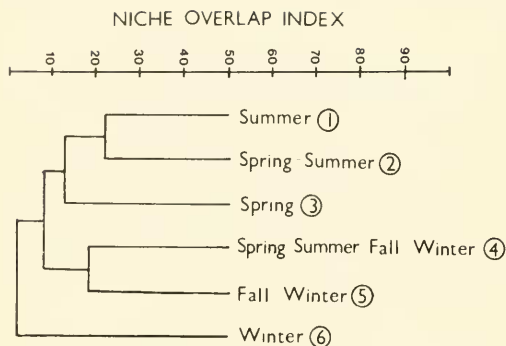 NICHE OVERLAP INDEX
10 20 30 40 50 60 70 80 90
Summer ①
Spring Summer ②
Spring ③
Spring Summer Fall Winter ④
Fall Winter ⑤
Winter ⑥